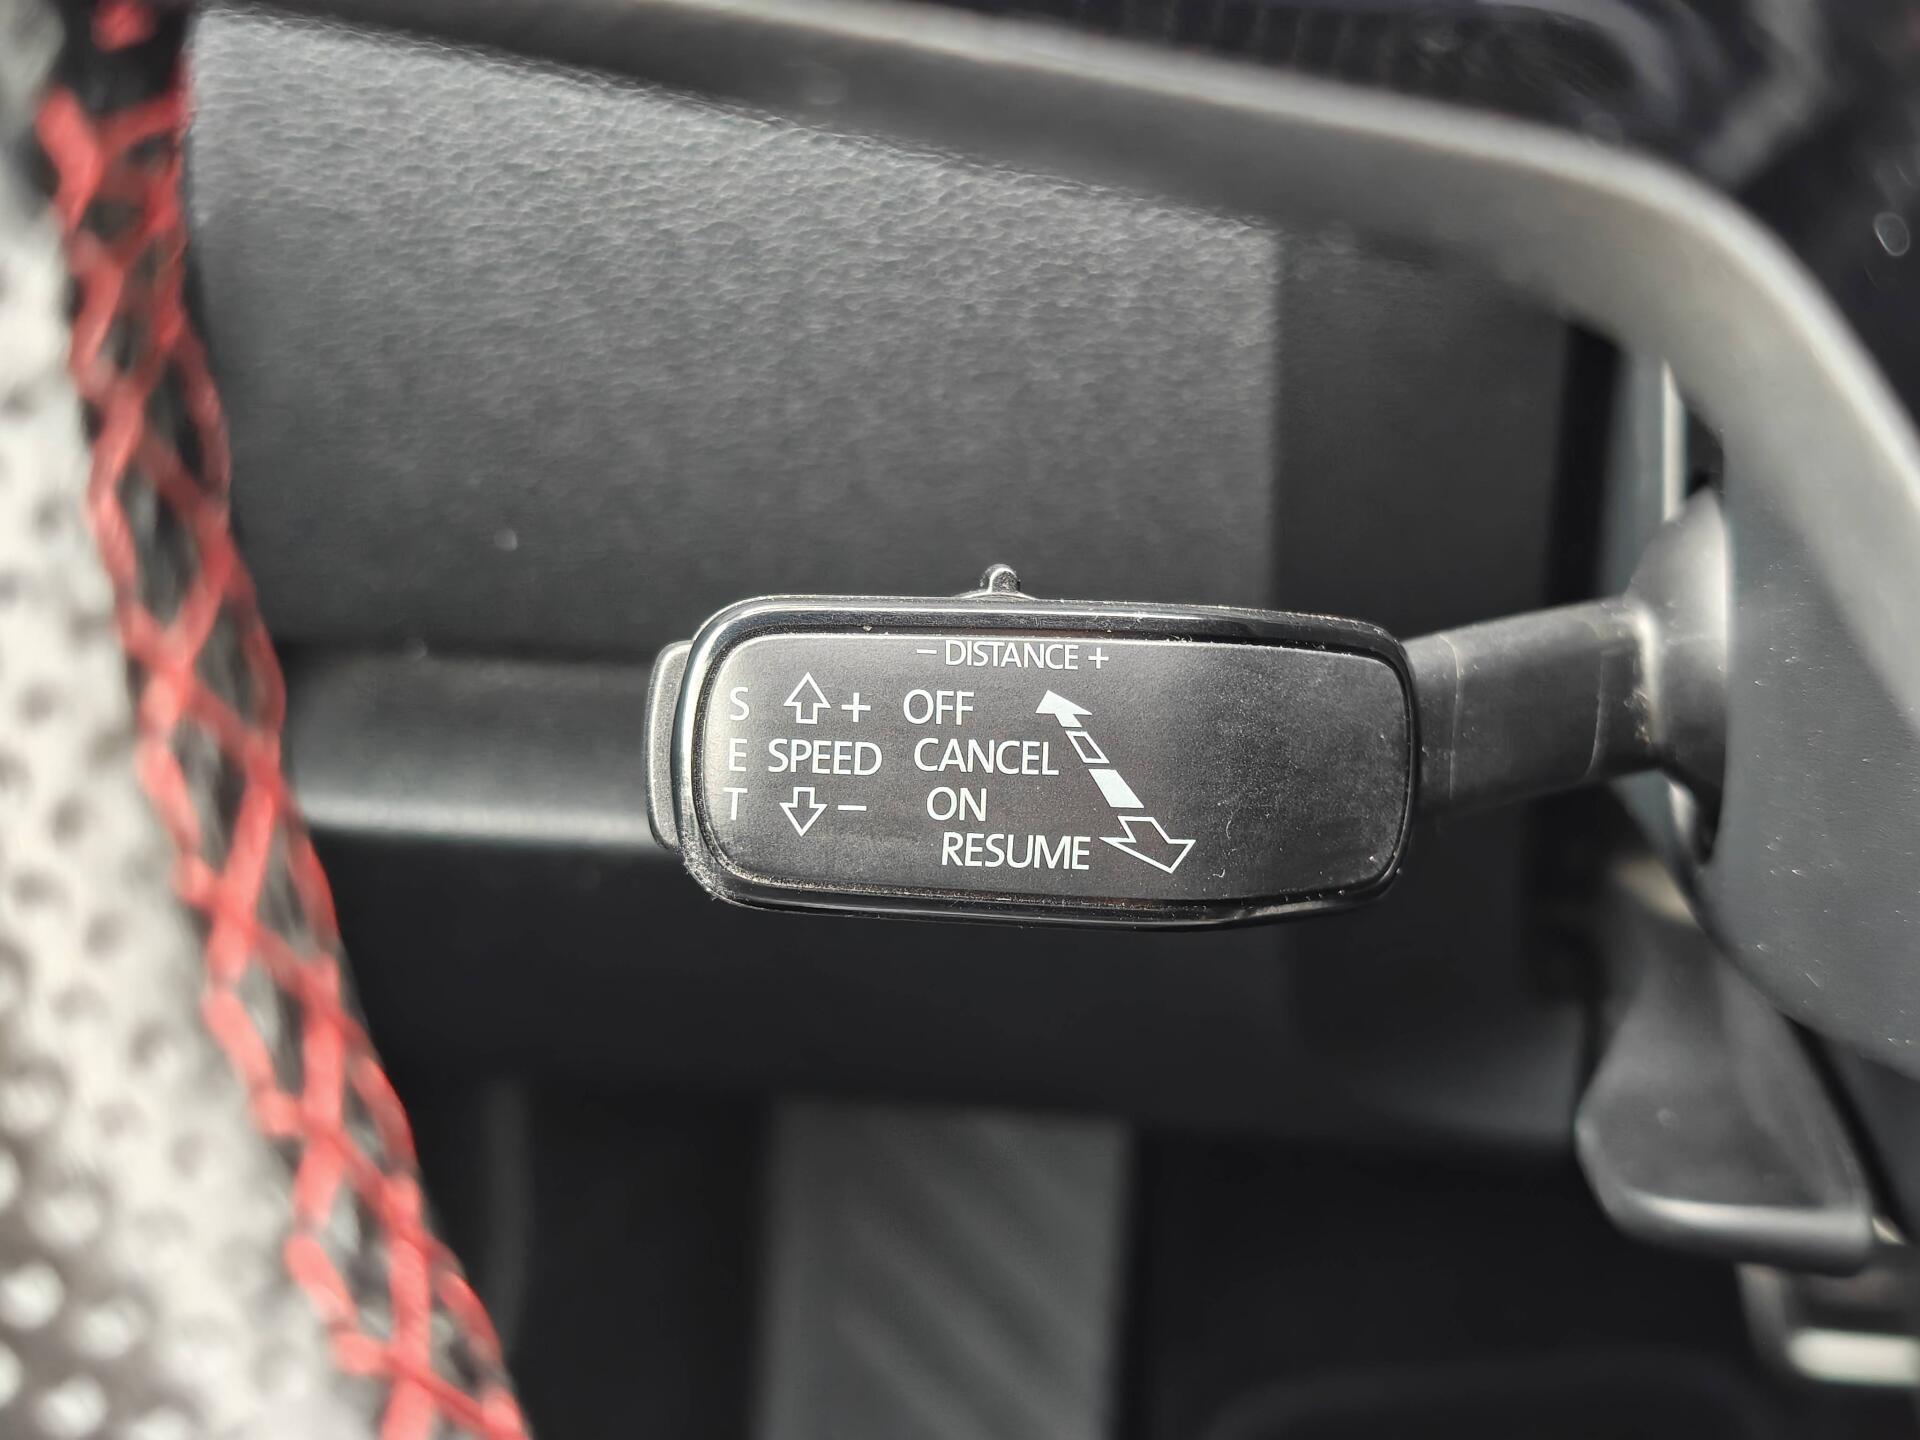 – DISTANCE +
S + OFF
E SPEED CANCEL
T – ON
RESUME